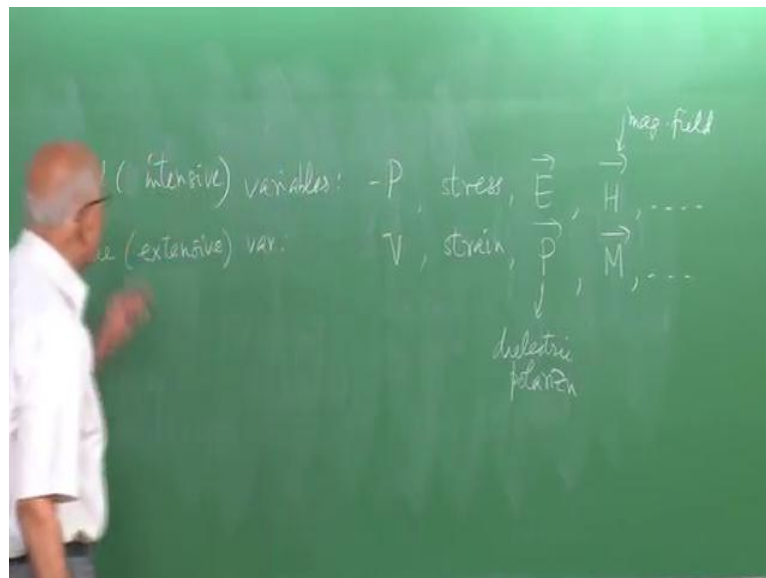 mag. field
(intensive) variables: -P, stress, E⃗, H⃗, ....
(extensive) var: V, strain, P⃗, M⃗, ....
dielectric
polarizn